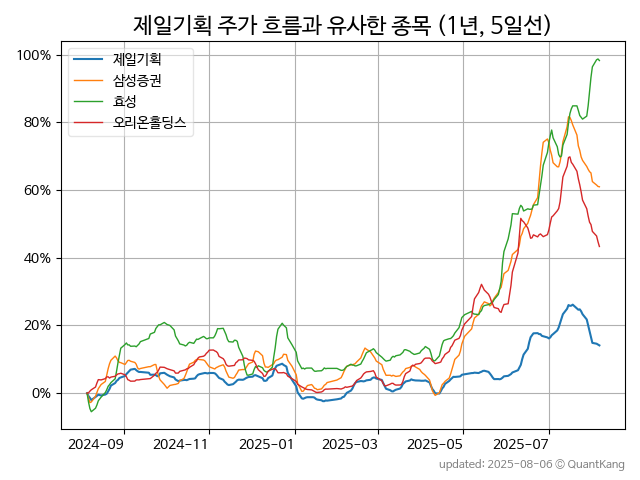 제일기획 주가 흐름과 유사한 종목 (1년, 5일선)
제일기획
삼성증권
효성
오리온홀딩스
100%
80%
60%
40%
20%
0%
2024-09 2024-11 2025-01 2025-03 2025-05 2025-07
updated: 2025-08-06 © QuantKang